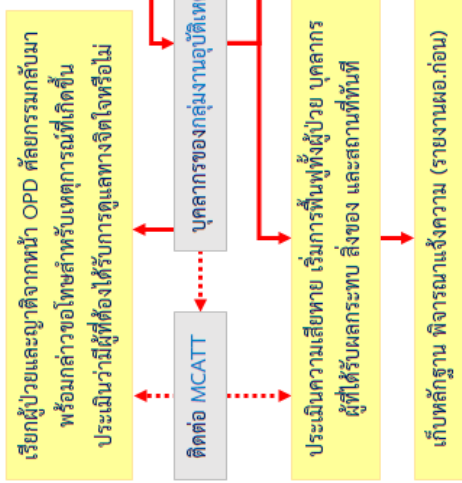 เรียกผู้ป่วยและญาติจากหน้า OPD ศัลยกรรมกลับมา
พร้อมกล่าวขอโทษสำหรับเหตุการณ์ที่เกิดขึ้น
ประเมินว่ามีผู้ที่ต้องได้รับการดูแลทางจิตใจหรือไม่
ติดต่อ MCATT
บุคลากรของกลุ่มงานอุบัติเหตุ
ประเมินความเสียหาย เริ่มการฟื้นฟูทั้งผู้ป่วย บุคลากร
ผู้ที่ได้รับผลกระทบ สิ่งของ และสถานที่ทันที
เก็บหลักฐาน พิจารณาแจ้งความ (รายงานผอ.ก่อน)